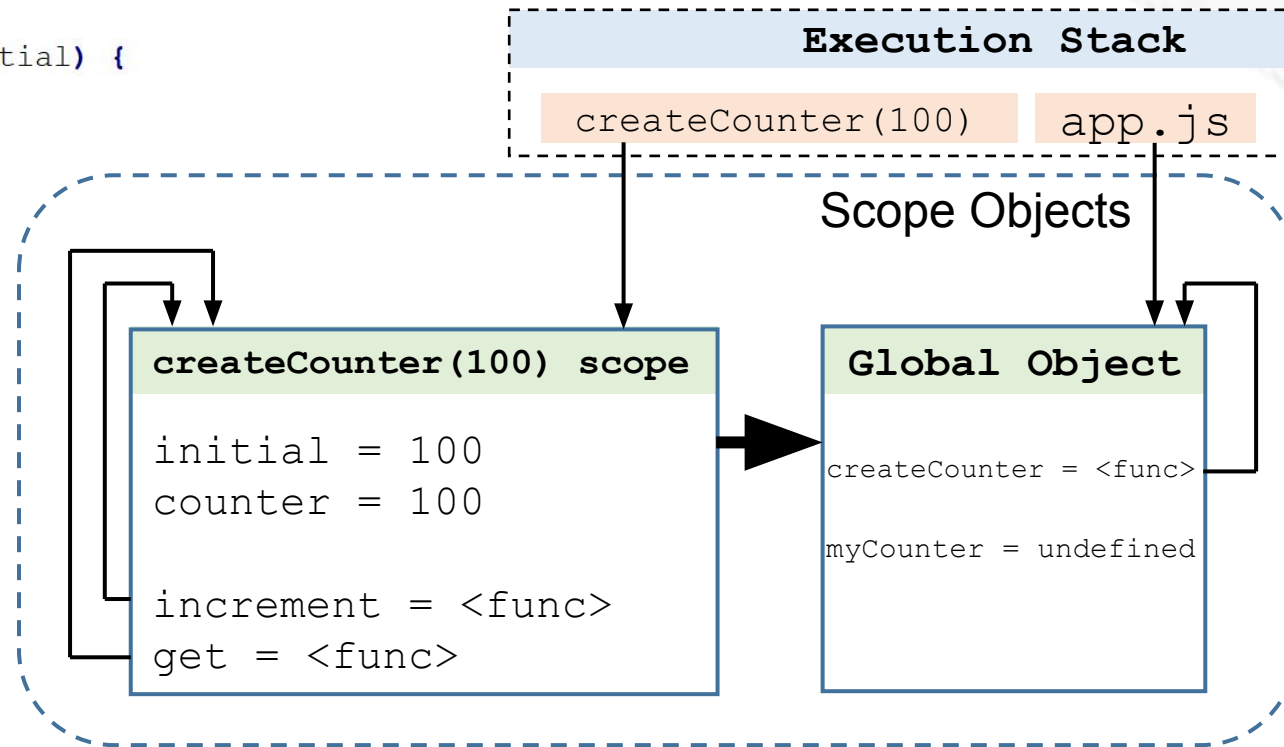 tial) {
Execution Stack
createCounter(100)
app.js
Scope Objects
createCounter(100) scope
initial = 100
counter = 100
increment = <func>
get = <func>
Global Object
createCounter = <func>
myCounter = undefined